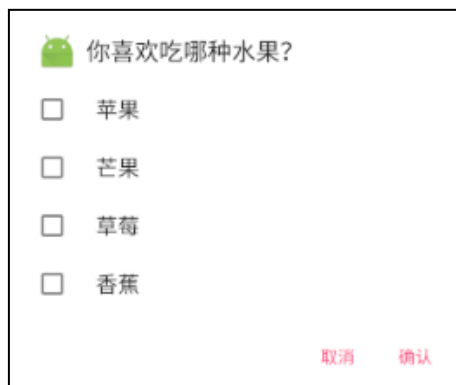 你喜欢吃哪种水果?
苹果
芒果
草莓
香蕉
取消 确认